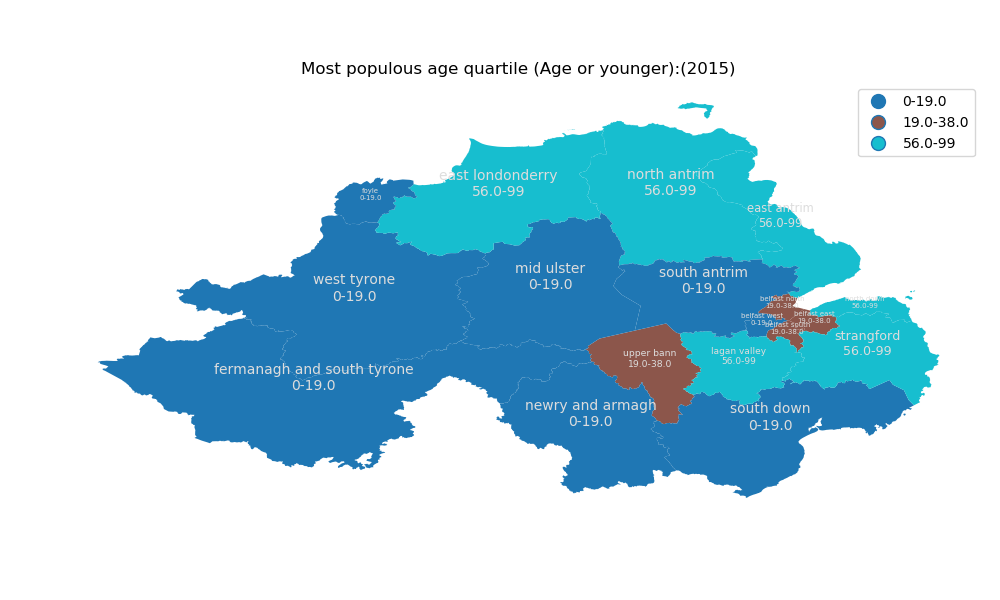 Most populous age quartile (Age or younger):(2015)
0-19.0
19.0-38.0
56.0-99
east londonderry
56.0-99
north antrim
56.0-99
foyle
0-19.0
east antrim
56.0-99
west tyrone
0-19.0
mid ulster
0-19.0
south antrim
0-19.0
belfast north
19.0-38.0
north down
56.0-99
belfast west
0-19.0
belfast east
19.0-38.0
belfast south
19.0-38.0
strangford
56.0-99
upper bann
19.0-38.0
lagan valley
56.0-99
fermanagh and south tyrone
0-19.0
newry and armagh
0-19.0
south down
0-19.0